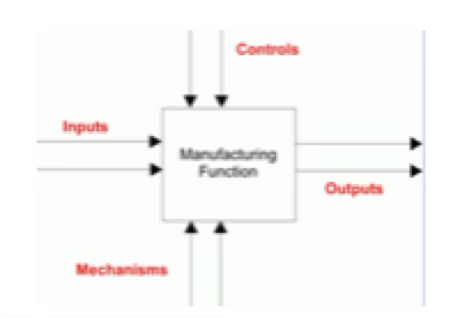 Controls
Inputs
Manufacturing
Function
Outputs
Mechanisms